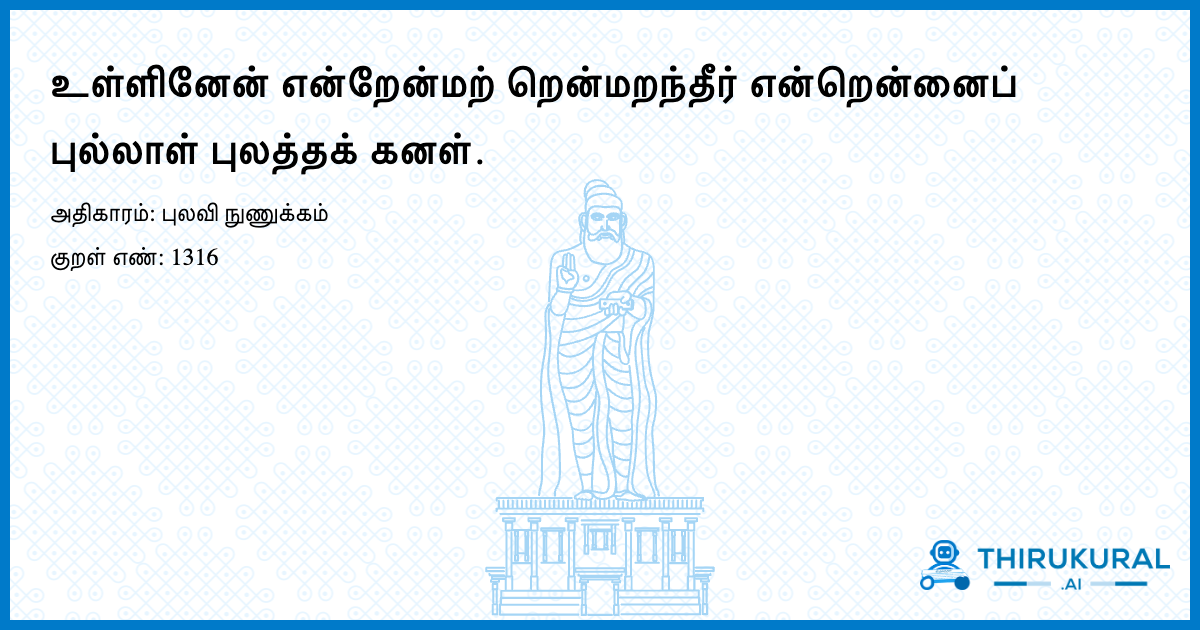 உள்ளினேன் என்றேன்மற் றென்மறந்தீர் என்றென்னைப்
புல்லாள் புலத்தக் கனள்.
அதிகாரம்: புலவி நுணுக்கம்
குறள் எண்: 1316
THIRUKURAL
.AI